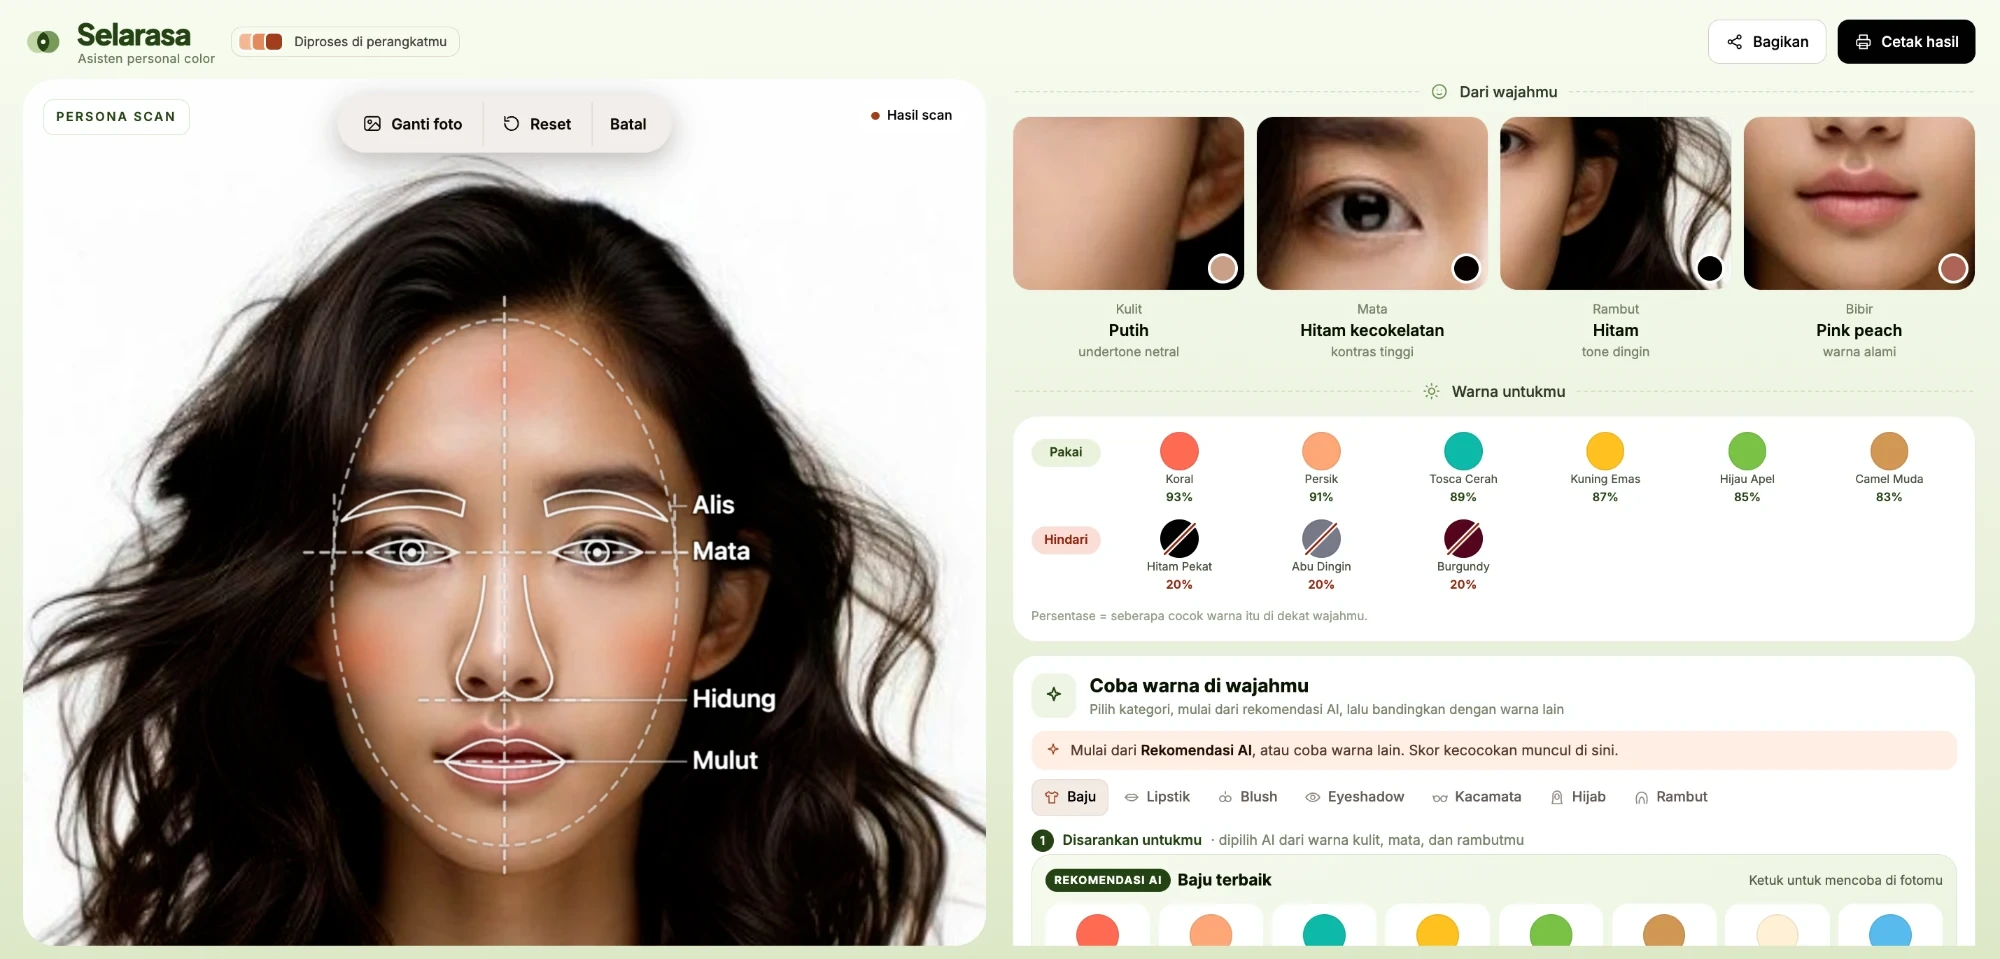 Selarasa
Asisten personal color
Diproses di perangkatmu
Bagikan
Cetak hasil
PERSONA SCAN
Ganti foto
Reset
Batal
Hasil scan
Alis
Mata
Hidung
Mulut
Dari wajahmu
Kulit
Putih
undertone netral
Mata
Hitam kecokelatan
kontras tinggi
Rambut
Hitam
tone dingin
Bibir
Pink peach
warna alami
Warna untukmu
Pakai
Koral
93%
Persik
91%
Tosca Cerah
89%
Kuning Emas
87%
Hijau Apel
85%
Camel Muda
83%
Hindari
Hitam Pekat
20%
Abu Dingin
20%
Burgundy
20%
Persentase = seberapa cocok warna itu di dekat wajahmu.
Coba warna di wajahmu
Pilih kategori, mulai dari rekomendasi AI, lalu bandingkan dengan warna lain
Mulai dari Rekomendasi AI, atau coba warna lain. Skor kecocokan muncul di sini.
Baju
Lipstik
Blush
Eyeshadow
Kacamata
Hijab
Rambut
1 Disarankan untukmu · dipilih AI dari warna kulit, mata, dan rambutmu
REKOMENDASI AI Baju terbaik
Ketuk untuk mencoba di fotomu